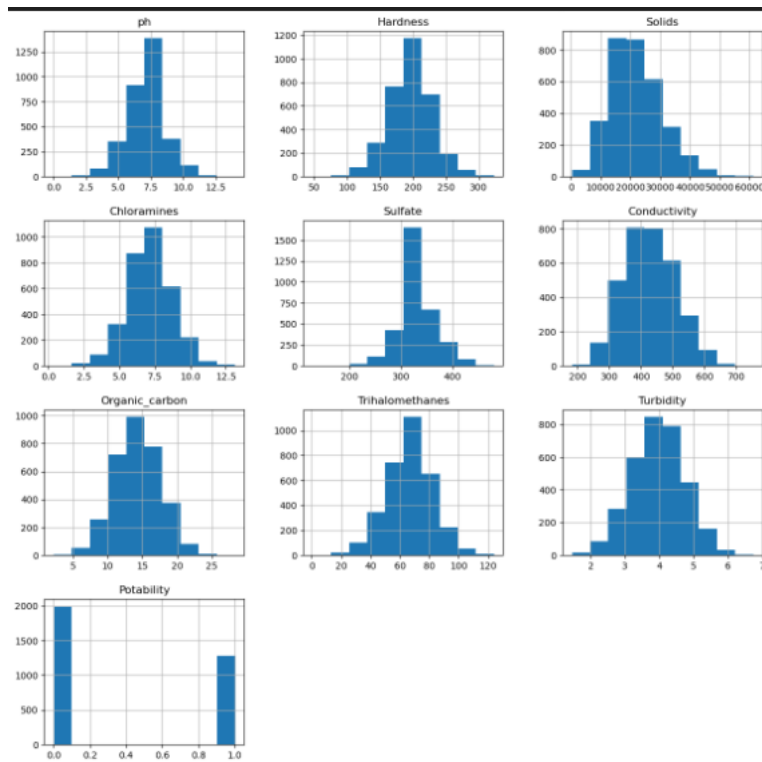 ph
1250
1000
750
500
250
0
0.0 2.5 5.0 7.5 10.0 12.5
Hardness
1200
1000
800
600
400
200
0
50 100 150 200 250 300
Solids
800
600
400
200
0
0 10000 20000 30000 40000 50000 60000
Chloramines
1000
800
600
400
200
0
0.0 2.5 5.0 7.5 10.0 12.5
Sulfate
1500
1250
1000
750
500
250
0
200 300 400
Conductivity
800
600
400
200
0
200 300 400 500 600 700
Organic_carbon
1000
800
600
400
200
0
5 10 15 20 25
Trihalomethanes
1000
800
600
400
200
0
0 20 40 60 80 100 120
Turbidity
800
600
400
200
0
2 3 4 5 6 7
Potability
2000
1500
1000
500
0
0.0 0.2 0.4 0.6 0.8 1.0